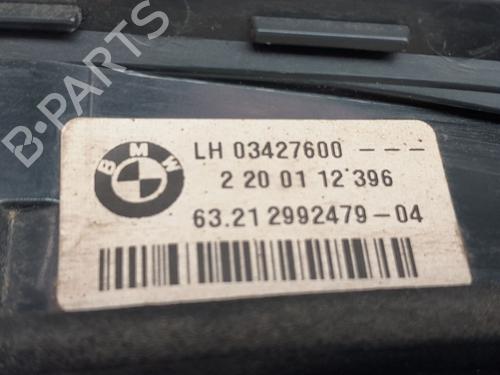 B-PARTS
BMW
LH 03427600 ---
2 20 01 12 396
63.21 2992479-04